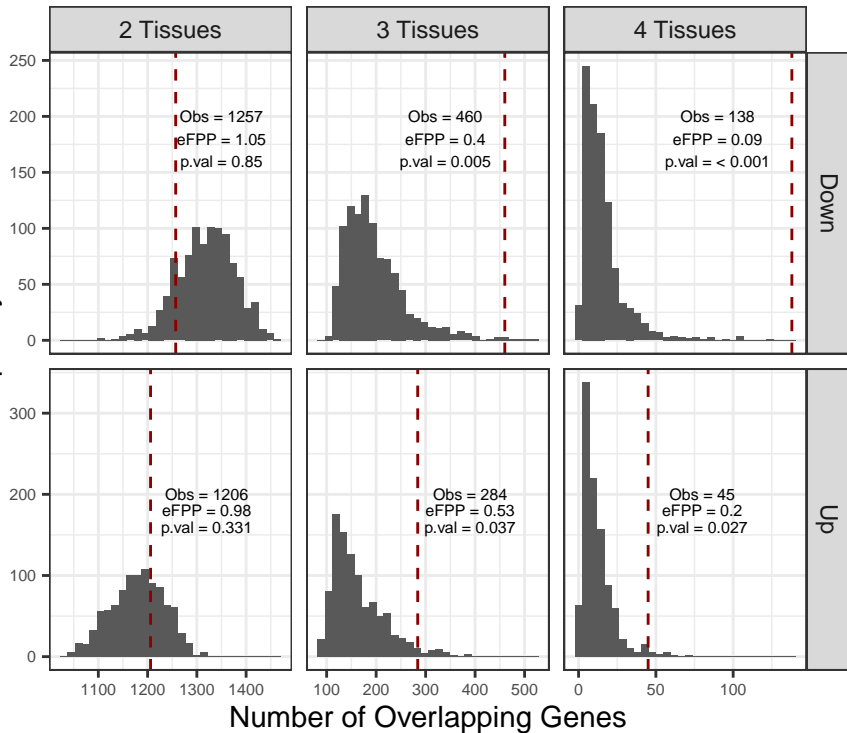 2 Tissues
3 Tissues
4 Tissues
250
200
150
100
50
0
Obs = 1257
eFPP = 1.05
p.val = 0.85
Obs = 460
eFPP = 0.4
p.val = 0.005
Obs = 138
eFPP = 0.09
p.val = < 0.001
Down
300
200
100
0
Obs = 1206
eFPP = 0.98
p.val = 0.331
Obs = 284
eFPP = 0.53
p.val = 0.037
Obs = 45
eFPP = 0.2
p.val = 0.027
Up
1100 1200 1300 1400
100 200 300 400 500
0 50 100
Number of Overlapping Genes